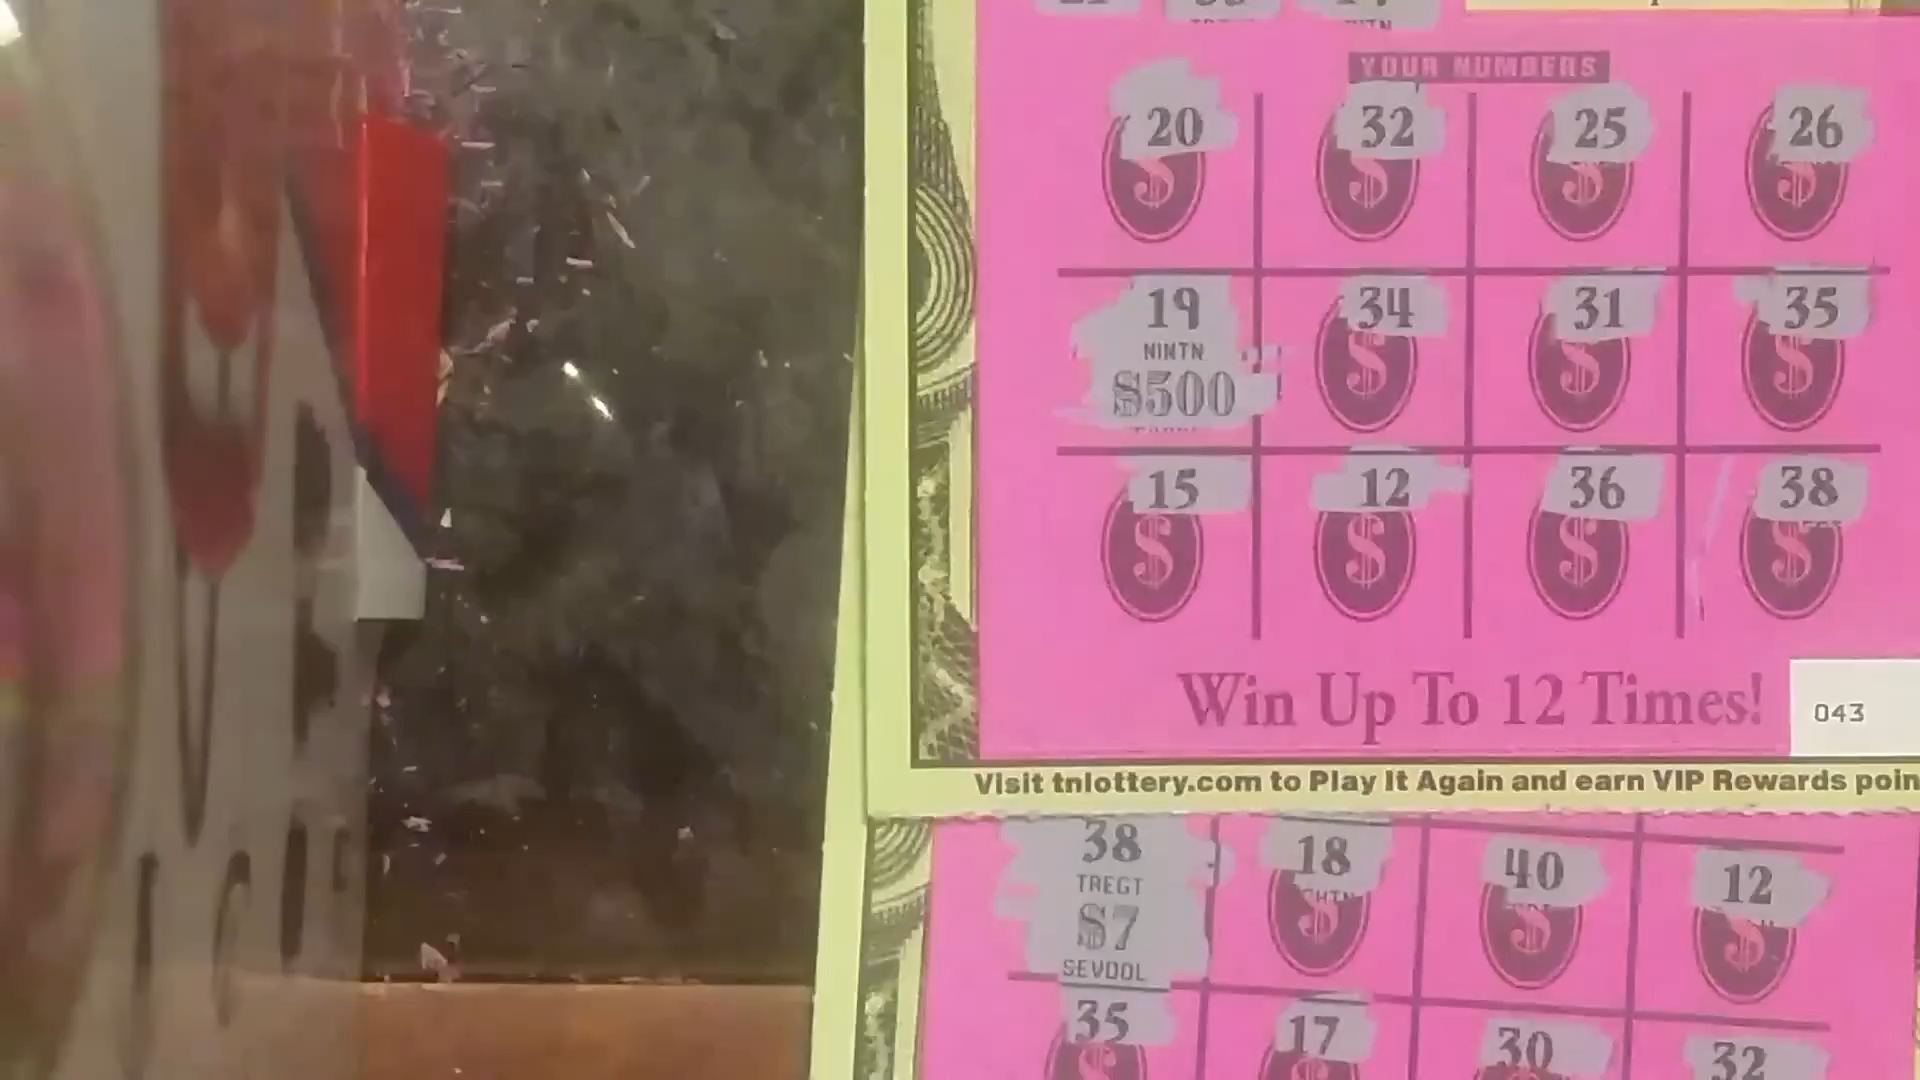 YOUR NUMBERS
20 32 25 26
19 34 31 35
NINTN
$500
15 12 36 38
Win Up To 12 Times!
043
Visit tnlottery.com to Play It Again and earn VIP Rewards poin
38 18 40 12
TREGT
$7
SEVDOL
35 17 30 32